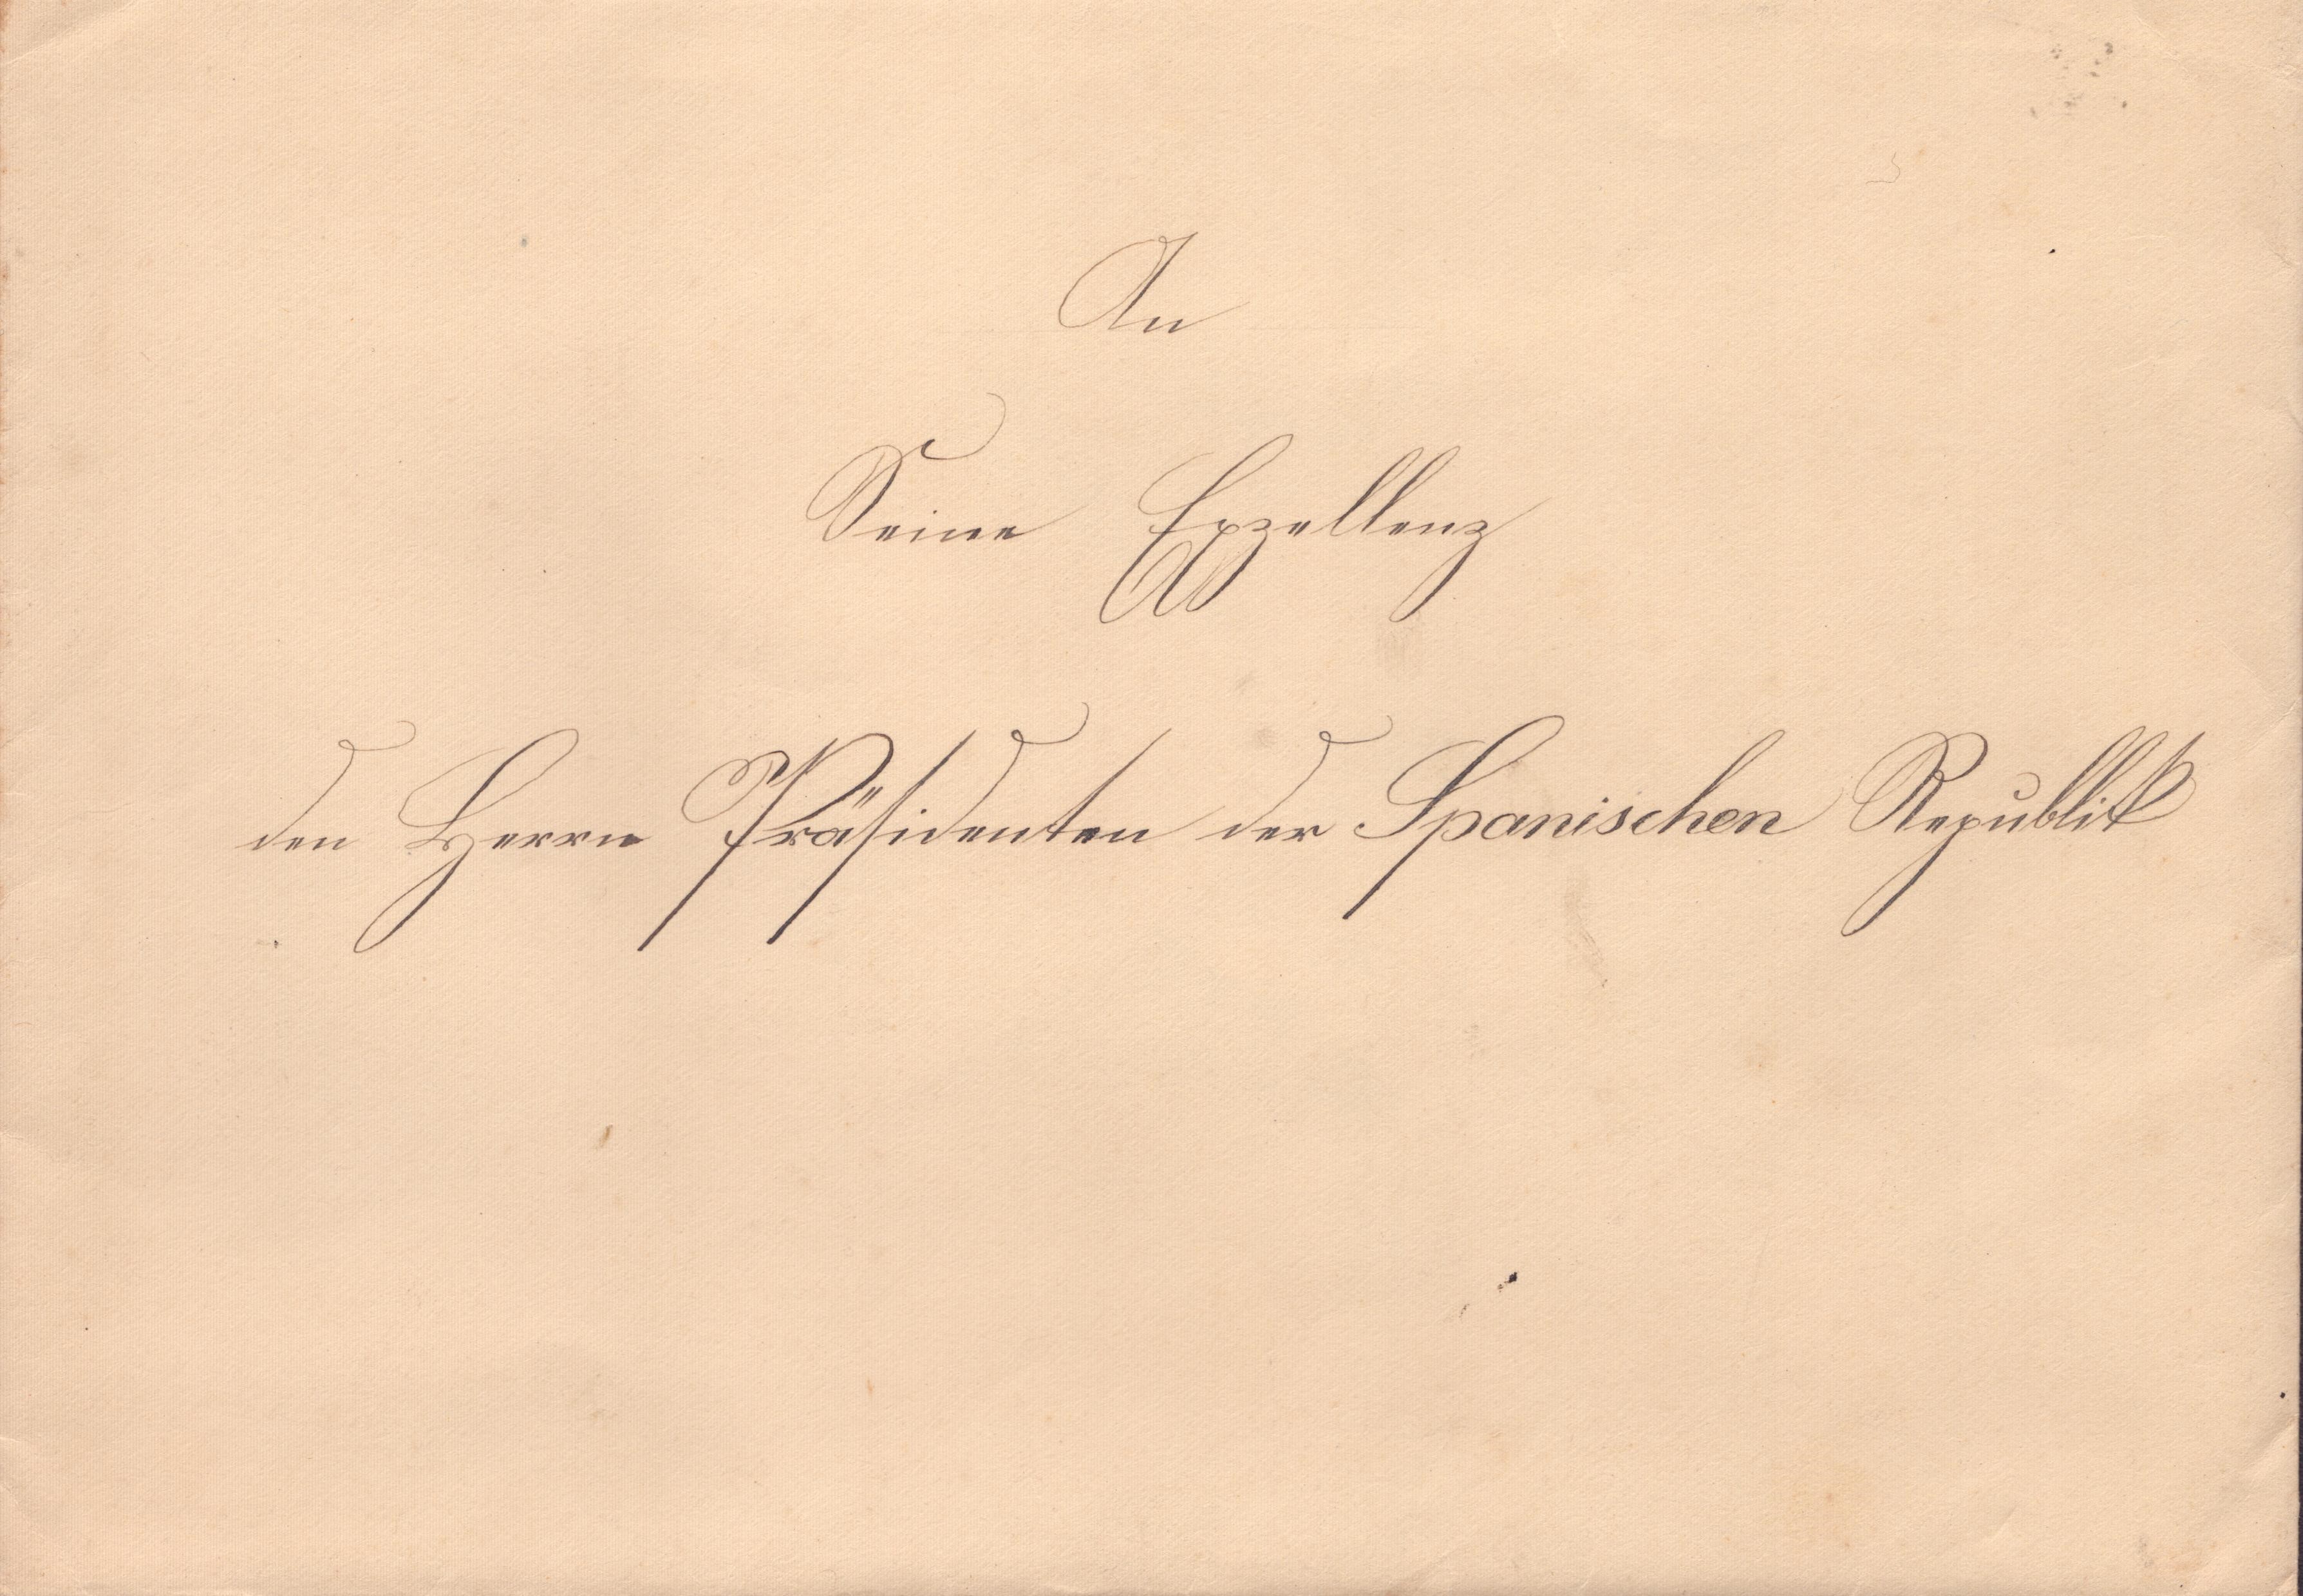 An
Seine Exzellenz
den Herrn Präsidenten der Spanischen Republik